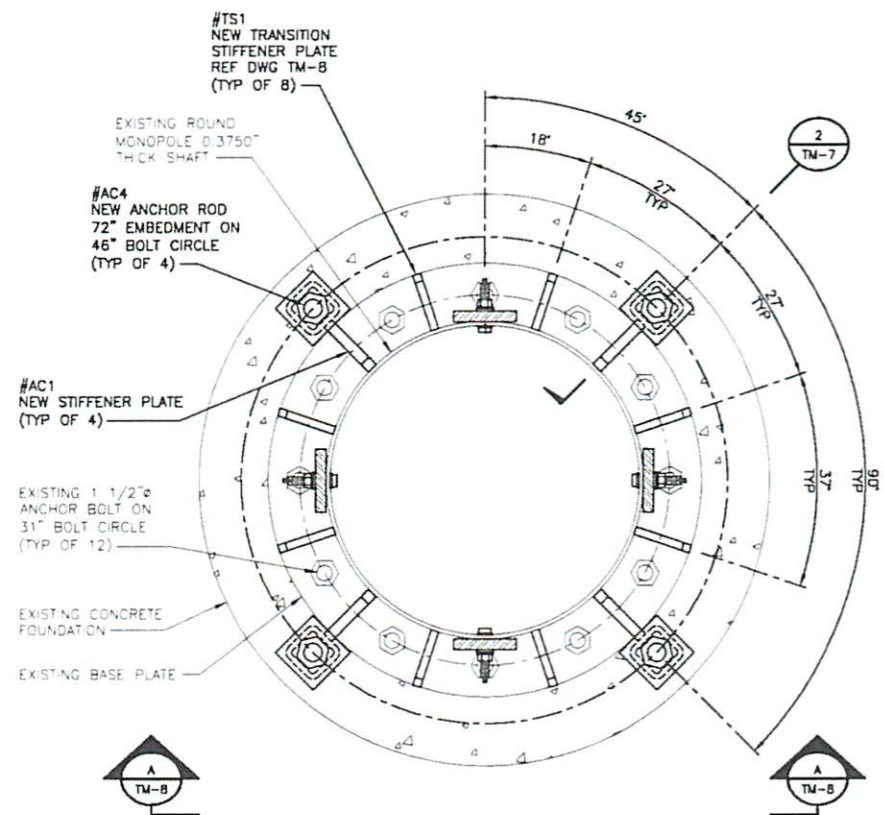 #TS1
NEW TRANSITION
STIFFENER PLATE
REF DWG TM-8
(TYP OF 8)
EXISTING ROUND
MONOPOLE 0.3750"
THICK SHAFT
#AC4
NEW ANCHOR ROD
72" EMBEDMENT ON
46" BOLT CIRCLE
(TYP OF 4)
#AC1
NEW STIFFENER PLATE
(TYP OF 4)
EXISTING 1 1/2"ø
ANCHOR BOLT ON
31" BOLT CIRCLE
(TYP OF 12)
EXISTING CONCRETE
FOUNDATION
EXISTING BASE PLATE
45°
18°
27°
TYP
27°
TYP
37°
TYP
90°
TYP
2
TM-7
A
TM-8
A
TM-8